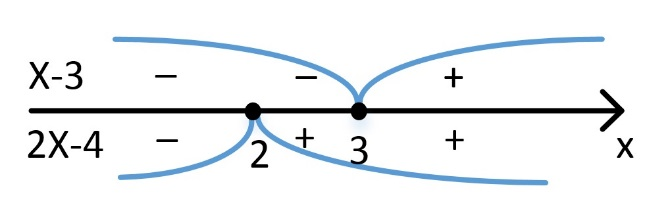 X-3 − − +
2X-4 − 2 + 3 + x